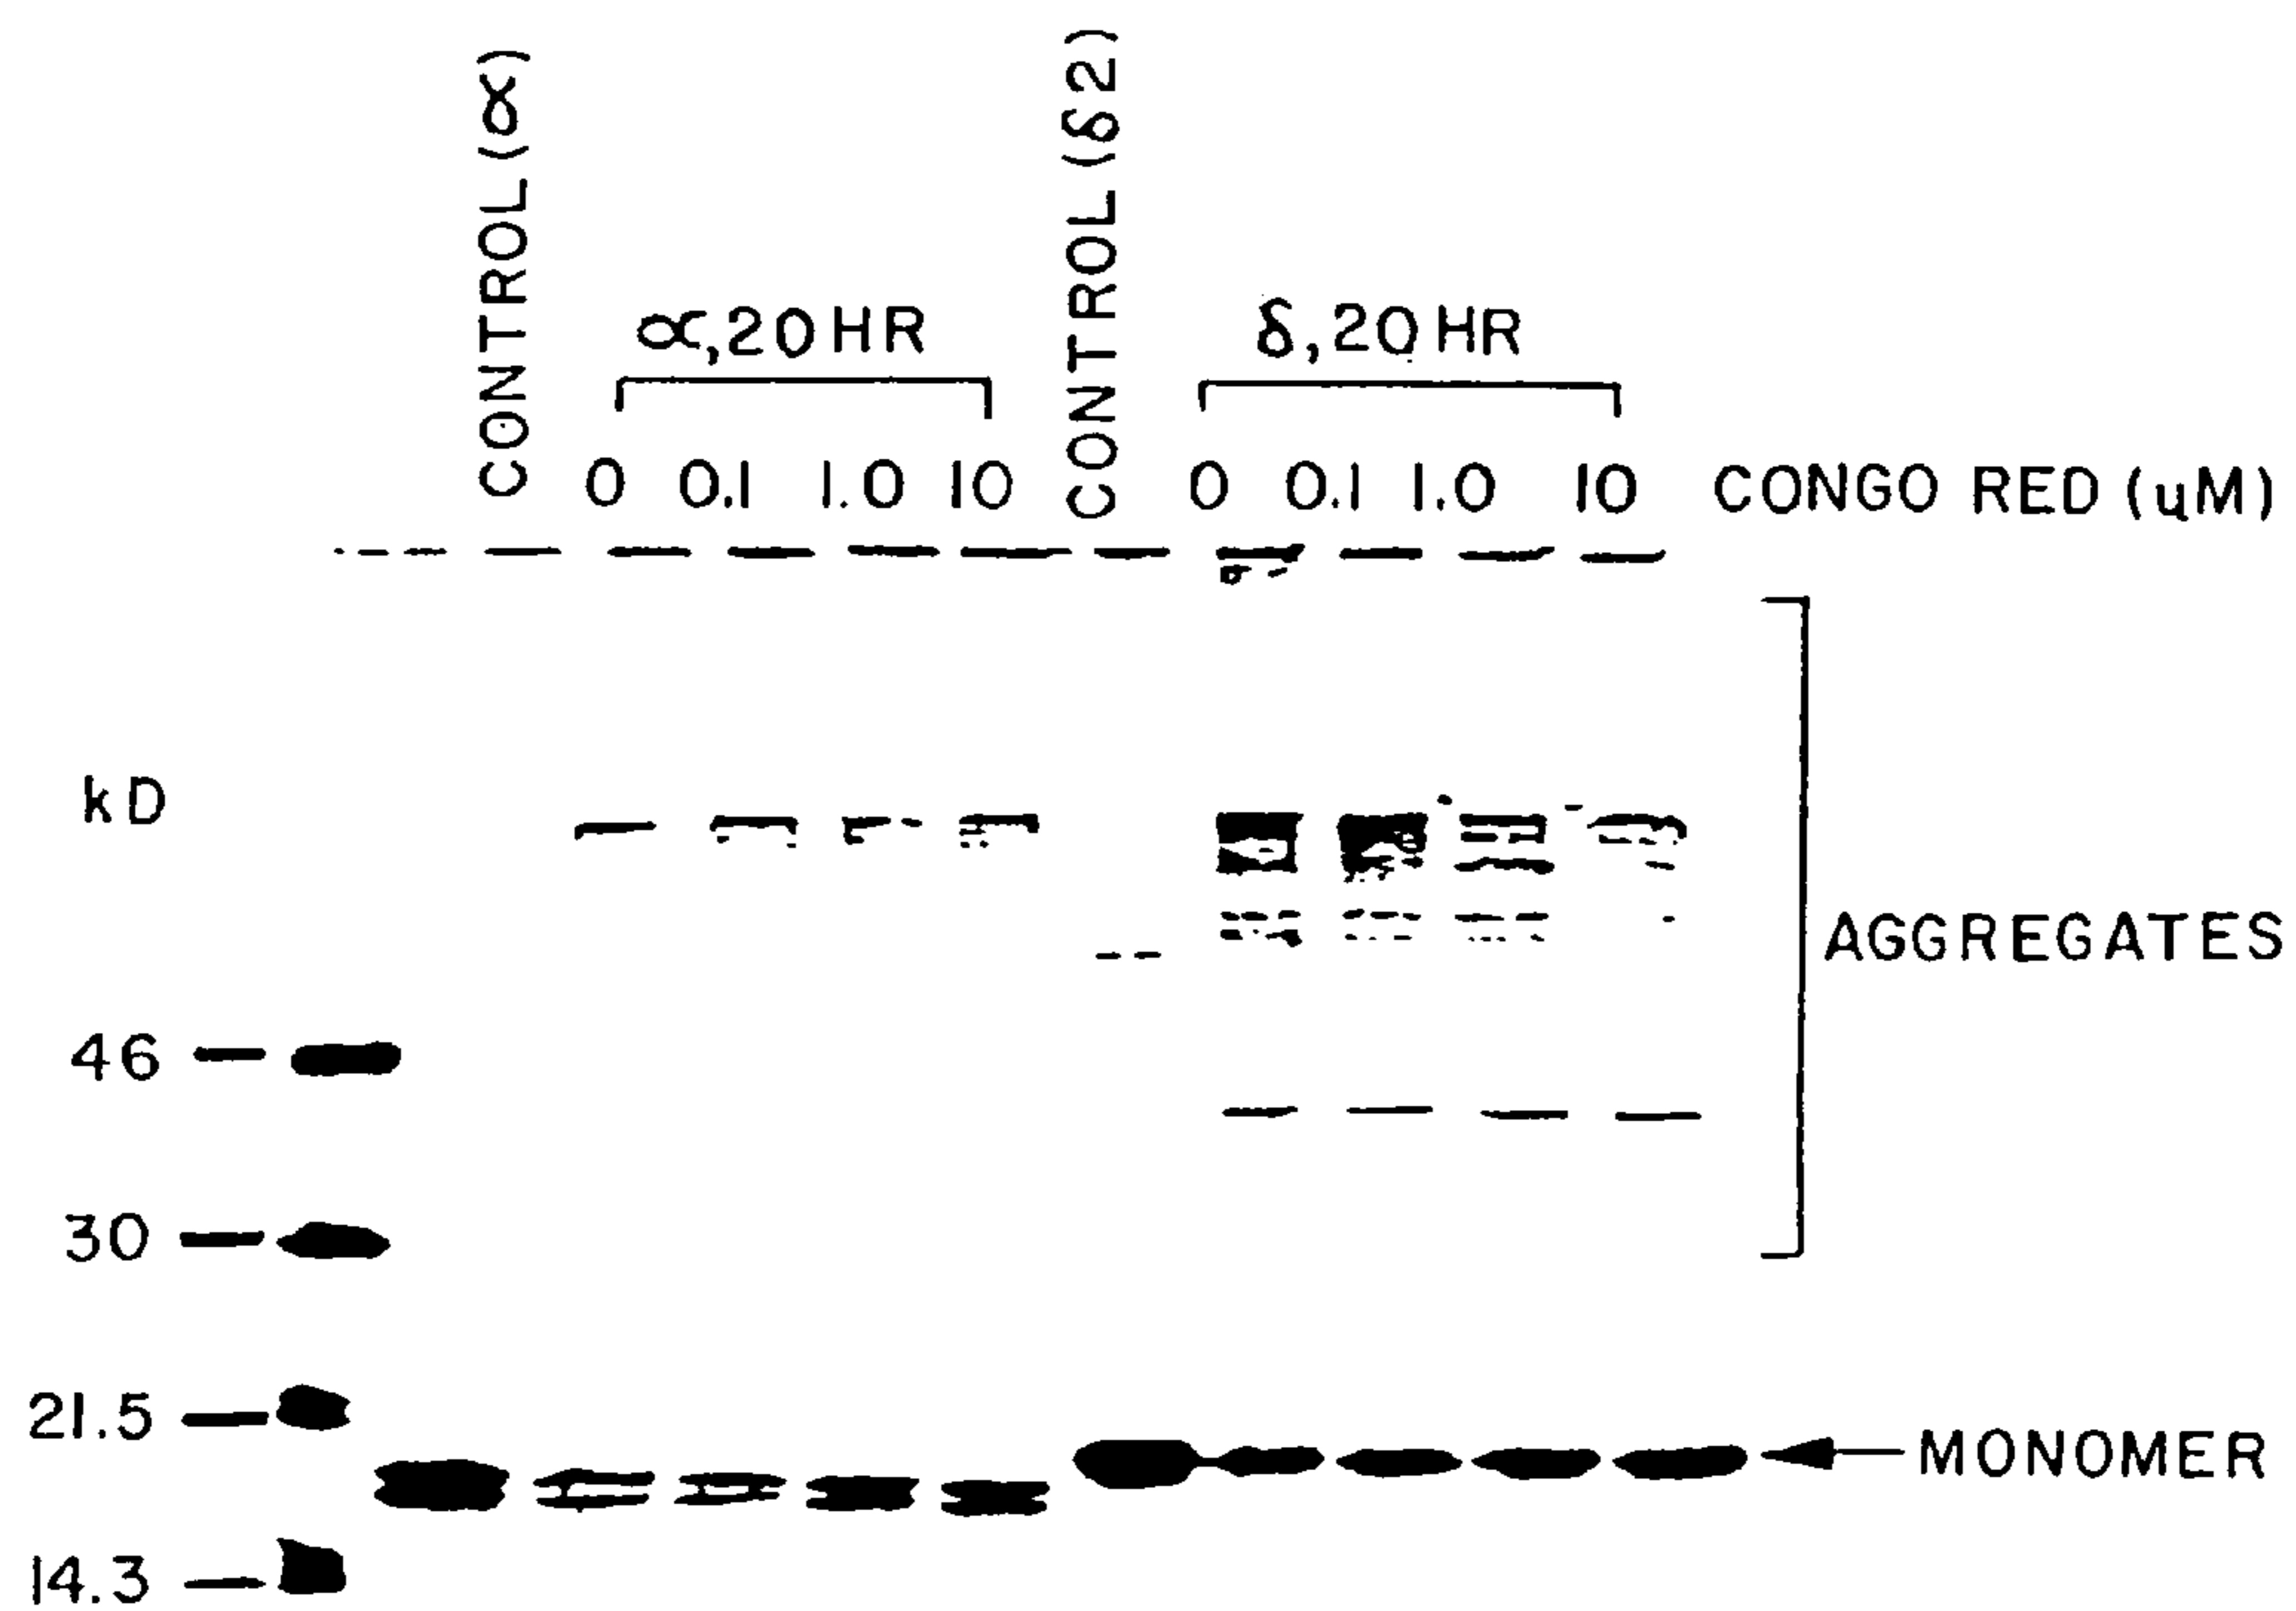 CONTROL (α)
CONTROL (δ2)
α, 20 HR
δ, 20 HR
0 0.1 1.0 10 0 0.1 1.0 10 CONGO RED (uM)
kD
AGGREGATES
46
30
21.5
MONOMER
14.3